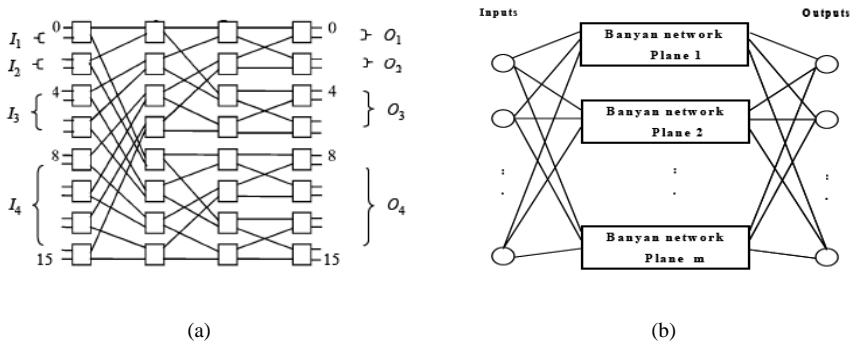 Inputs
Outputs
0
0
I1
O1
I2
O2
4
4
I3
O3
8
8
I4
O4
15
15
Banyan network
Plane 1
Banyan network
Plane 2
Banyan network
Plane m
(a)
(b)